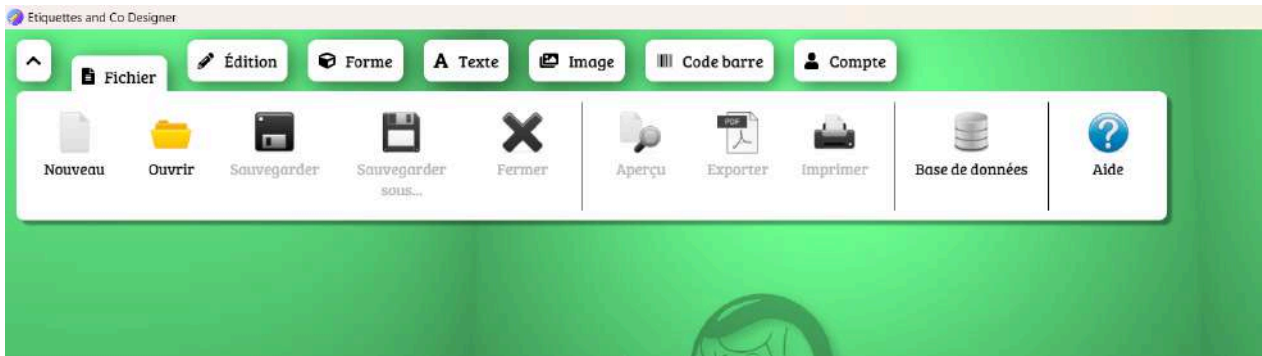 Etiquettes and Co Designer
Fichier
Édition
Forme
A Texte
Image
Code barre
Compte
Nouveau
Ouvrir
Sauvegarder
Sauvegarder
sous...
Fermer
Aperçu
PDF
Exporter
Imprimer
Base de données
?
Aide